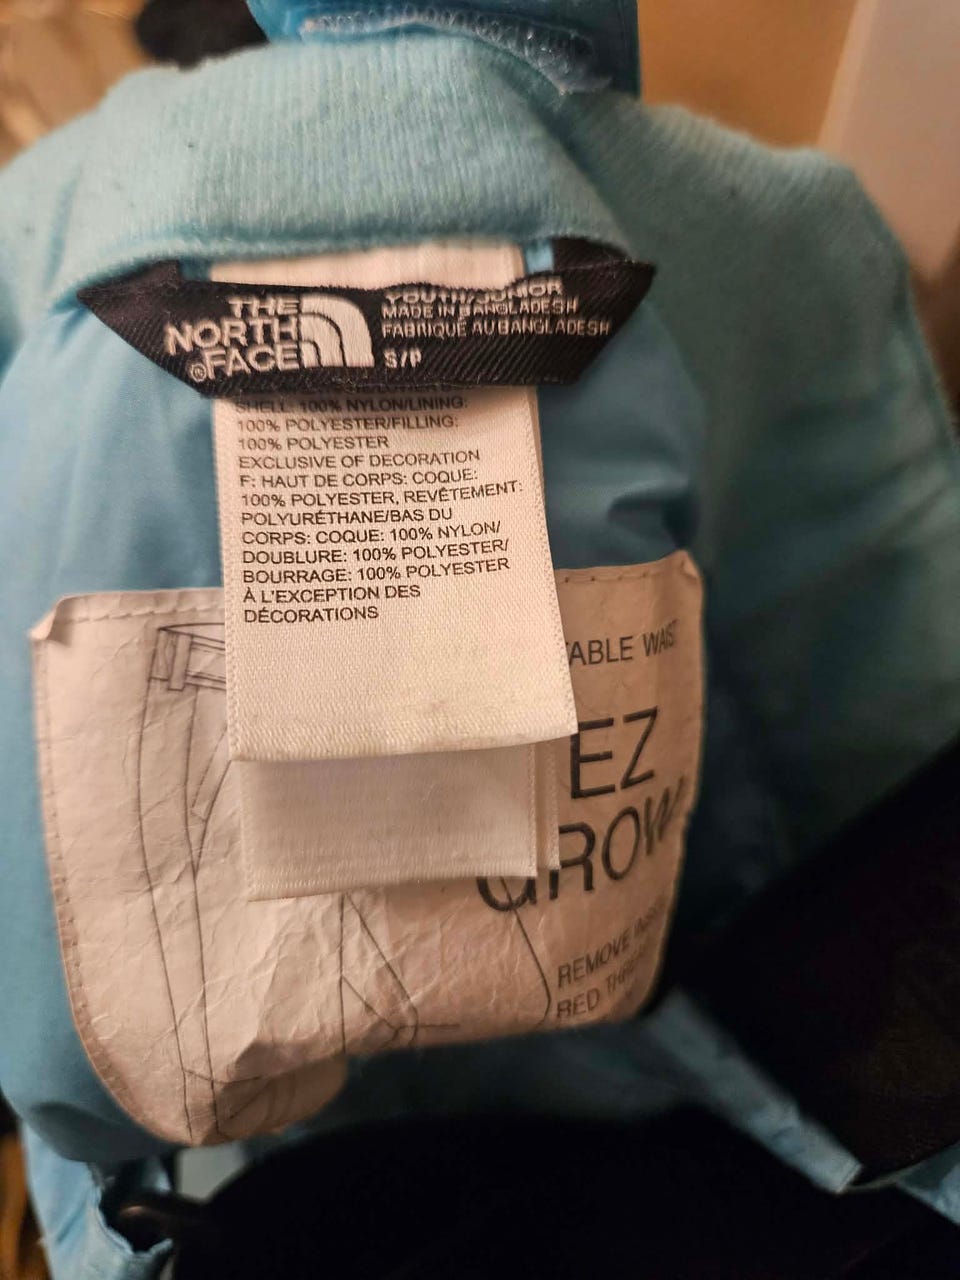 THE
NORTH
FACE
YOUTH/JUNIOR
MADE IN BANGLADESH
FABRIQUÉ AU BANGLADESH
S/P
SHELL: 100% NYLON/LINING:
100% POLYESTER/FILLING:
100% POLYESTER
EXCLUSIVE OF DECORATION
F: HAUT DE CORPS: COQUE:
100% POLYESTER, REVÊTEMENT:
POLYURÉTHANE/BAS DU
CORPS: COQUE: 100% NYLON/
DOUBLURE: 100% POLYESTER/
BOURRAGE: 100% POLYESTER
À L'EXCEPTION DES
DÉCORATIONS
TABLE WAIST
EZ
GROW
REMOVE
RED